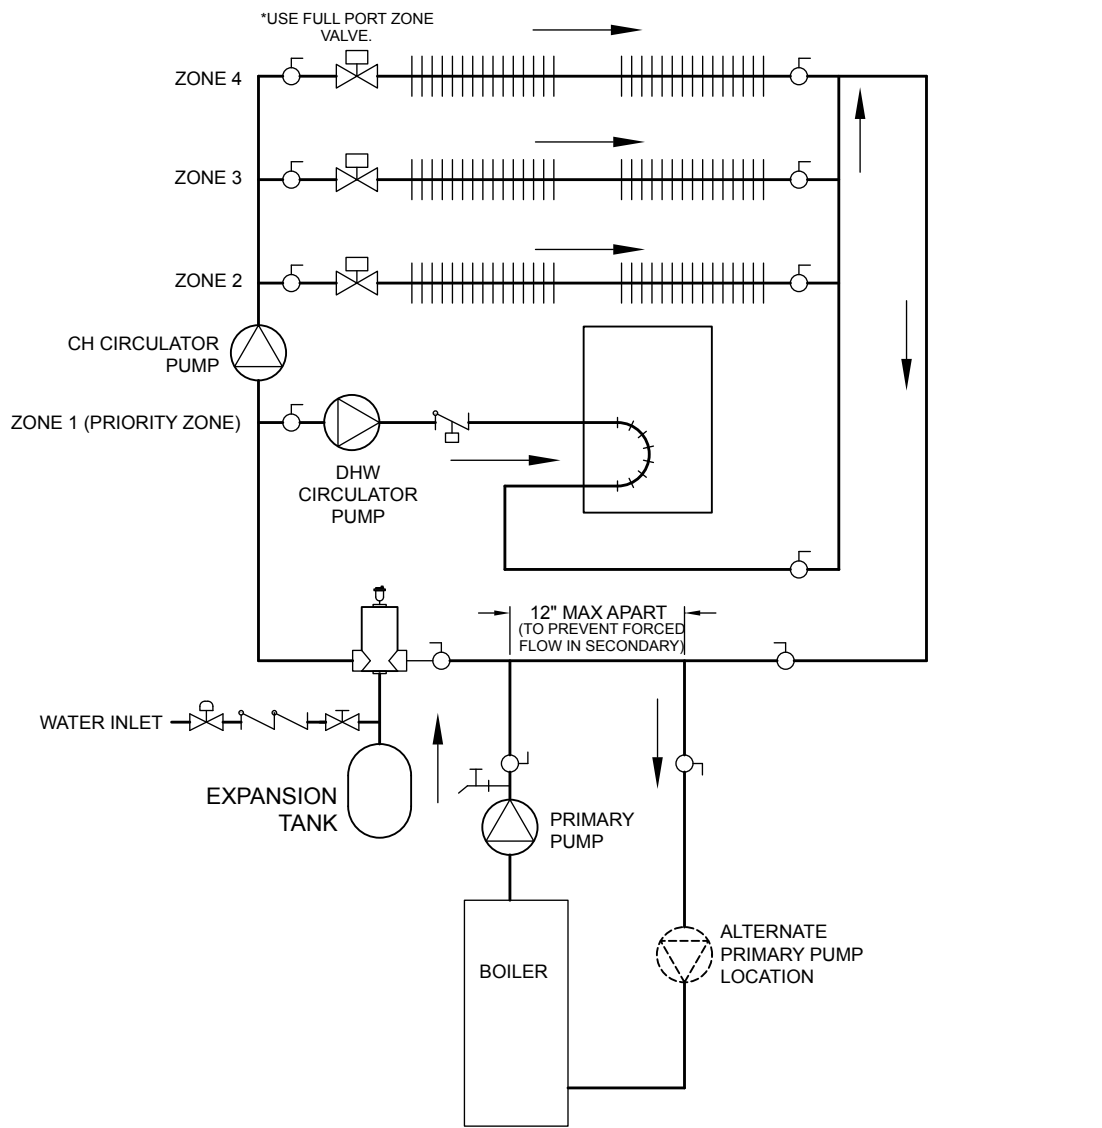 *USE FULL PORT ZONE
VALVE.
ZONE 4
ZONE 3
ZONE 2
CH CIRCULATOR
PUMP
ZONE 1 (PRIORITY ZONE)
DHW
CIRCULATOR
PUMP
12" MAX APART
(TO PREVENT FORCED
FLOW IN SECONDARY)
WATER INLET
EXPANSION
TANK
PRIMARY
PUMP
ALTERNATE
PRIMARY PUMP
LOCATION
BOILER